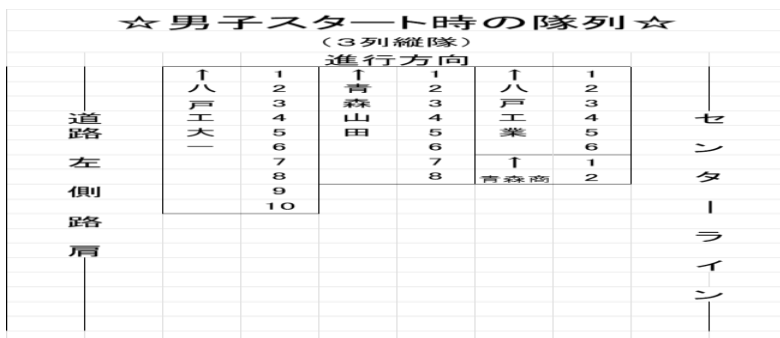 ☆男子スタート時の隊列☆
(3列縦隊)
進行方向
道路左側路肩
↑八戸工大一
1
2
3
4
5
6
7
8
9
10
↑青森山田
1
2
3
4
5
6
7
8
↑八戸工業
1
2
3
4
5
6
↑青森商
1
2
センターライン